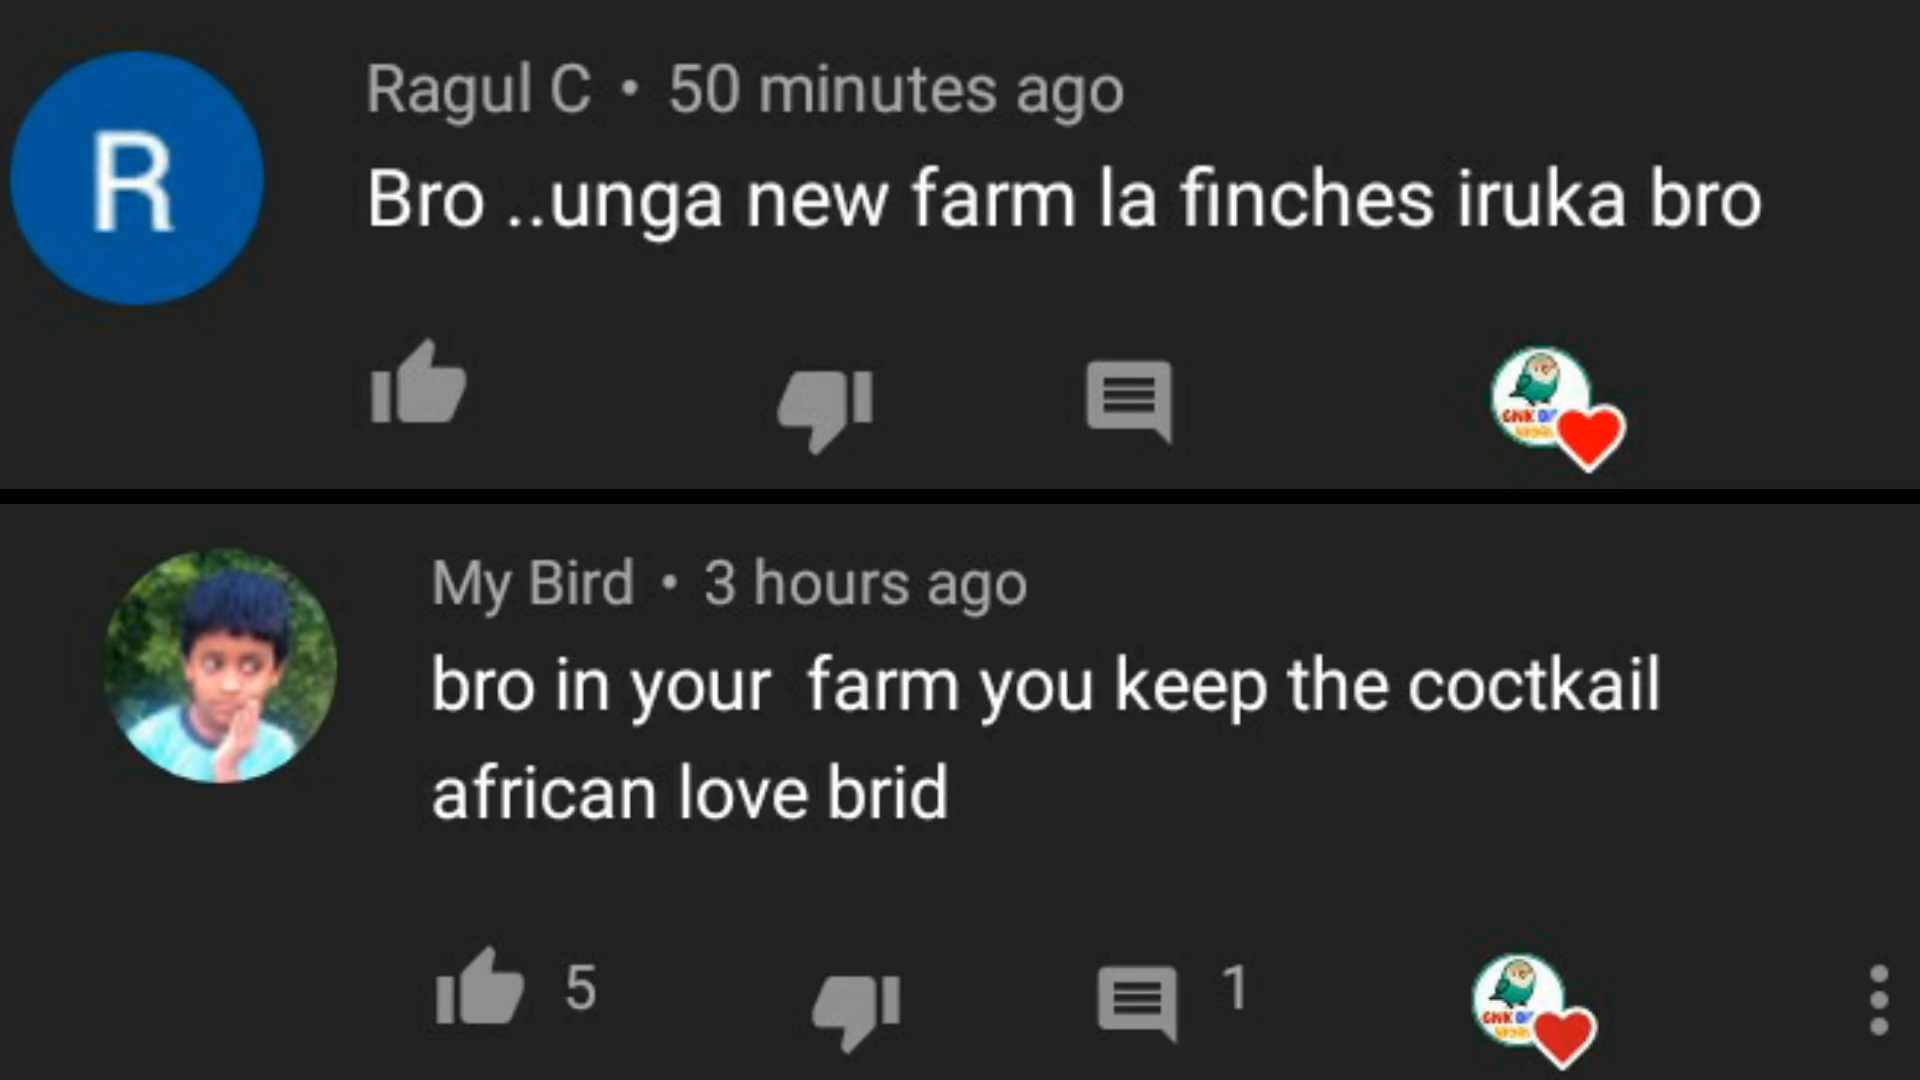 Ragul C • 50 minutes ago
R
Bro ..unga new farm la finches iruka bro
My Bird • 3 hours ago
bro in your farm you keep the coctkail
african love brid
5
1